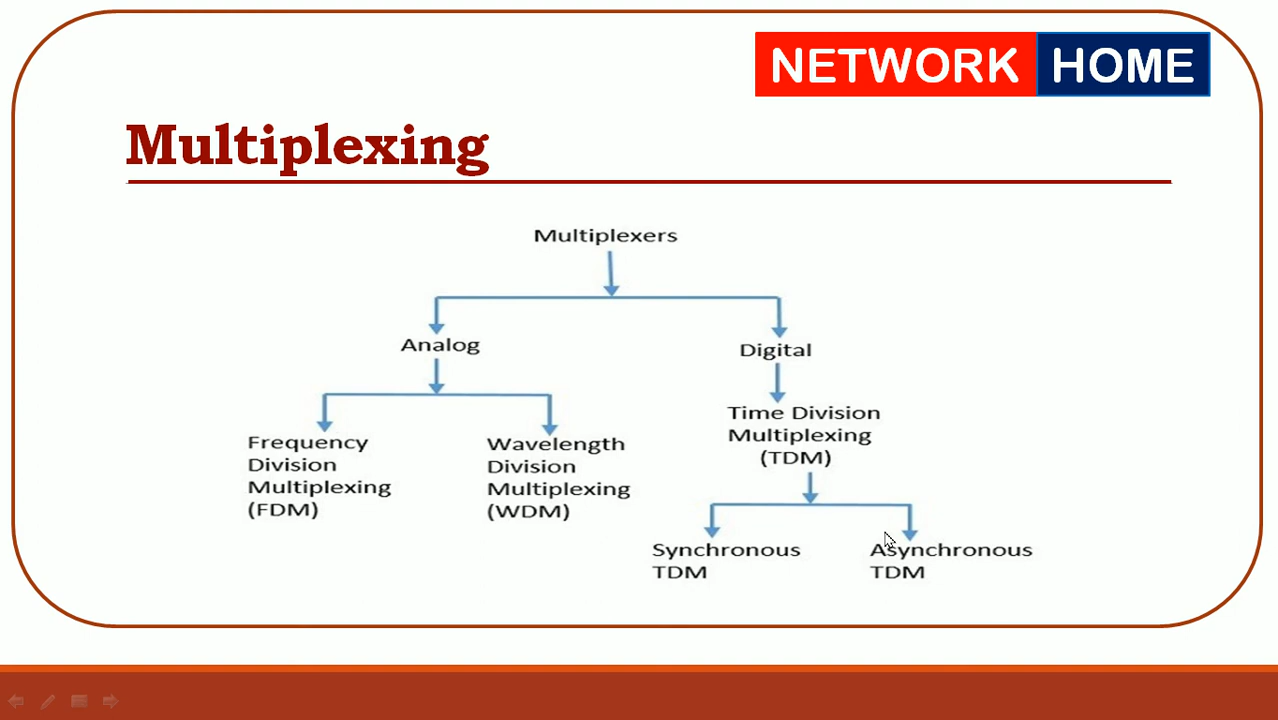 NETWORK HOME
Multiplexing
Multiplexers
Analog
Digital
Frequency
Division
Multiplexing
(FDM)
Wavelength
Division
Multiplexing
(WDM)
Time Division
Multiplexing
(TDM)
Synchronous
TDM
Asynchronous
TDM